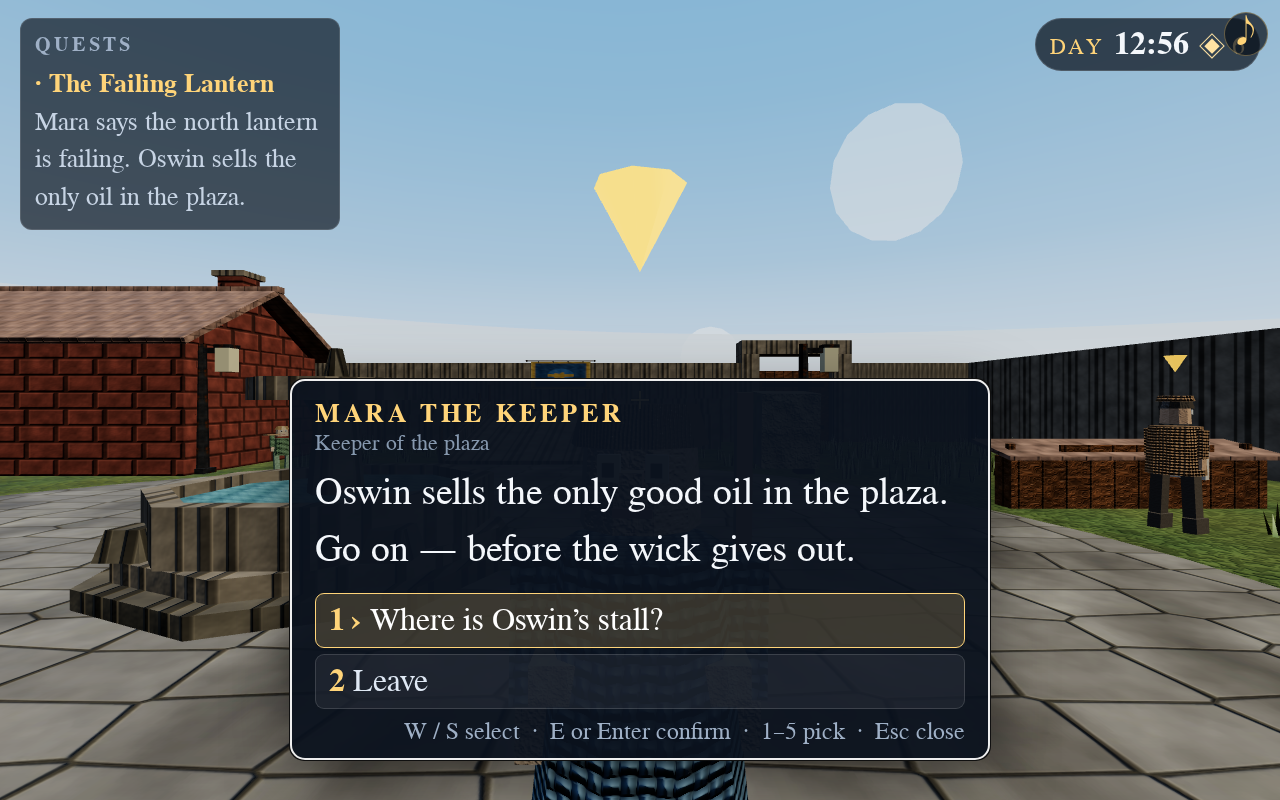 QUESTS
· The Failing Lantern
Mara says the north lantern
is failing. Oswin sells the
only oil in the plaza.
DAY 12:56
MARA THE KEEPER
Keeper of the plaza
Oswin sells the only good oil in the plaza.
Go on — before the wick gives out.
1 › Where is Oswin’s stall?
2 Leave
W / S select · E or Enter confirm · 1–5 pick · Esc close